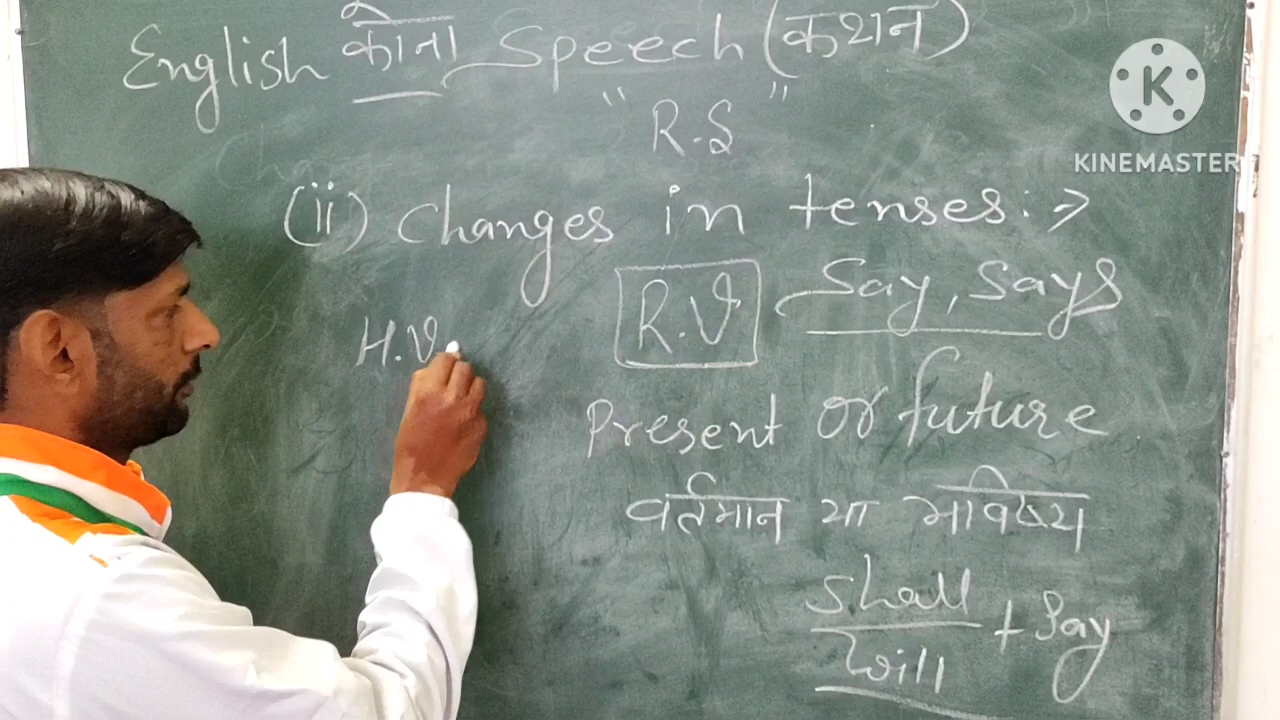 English कोना Speech (कथन)
" R.S "
(ii) Changes in tenses:->
R.V Say, Says
H.V
Present or future
वर्तमान या भविष्य
Shall
Will + Say
K
KINEMASTER